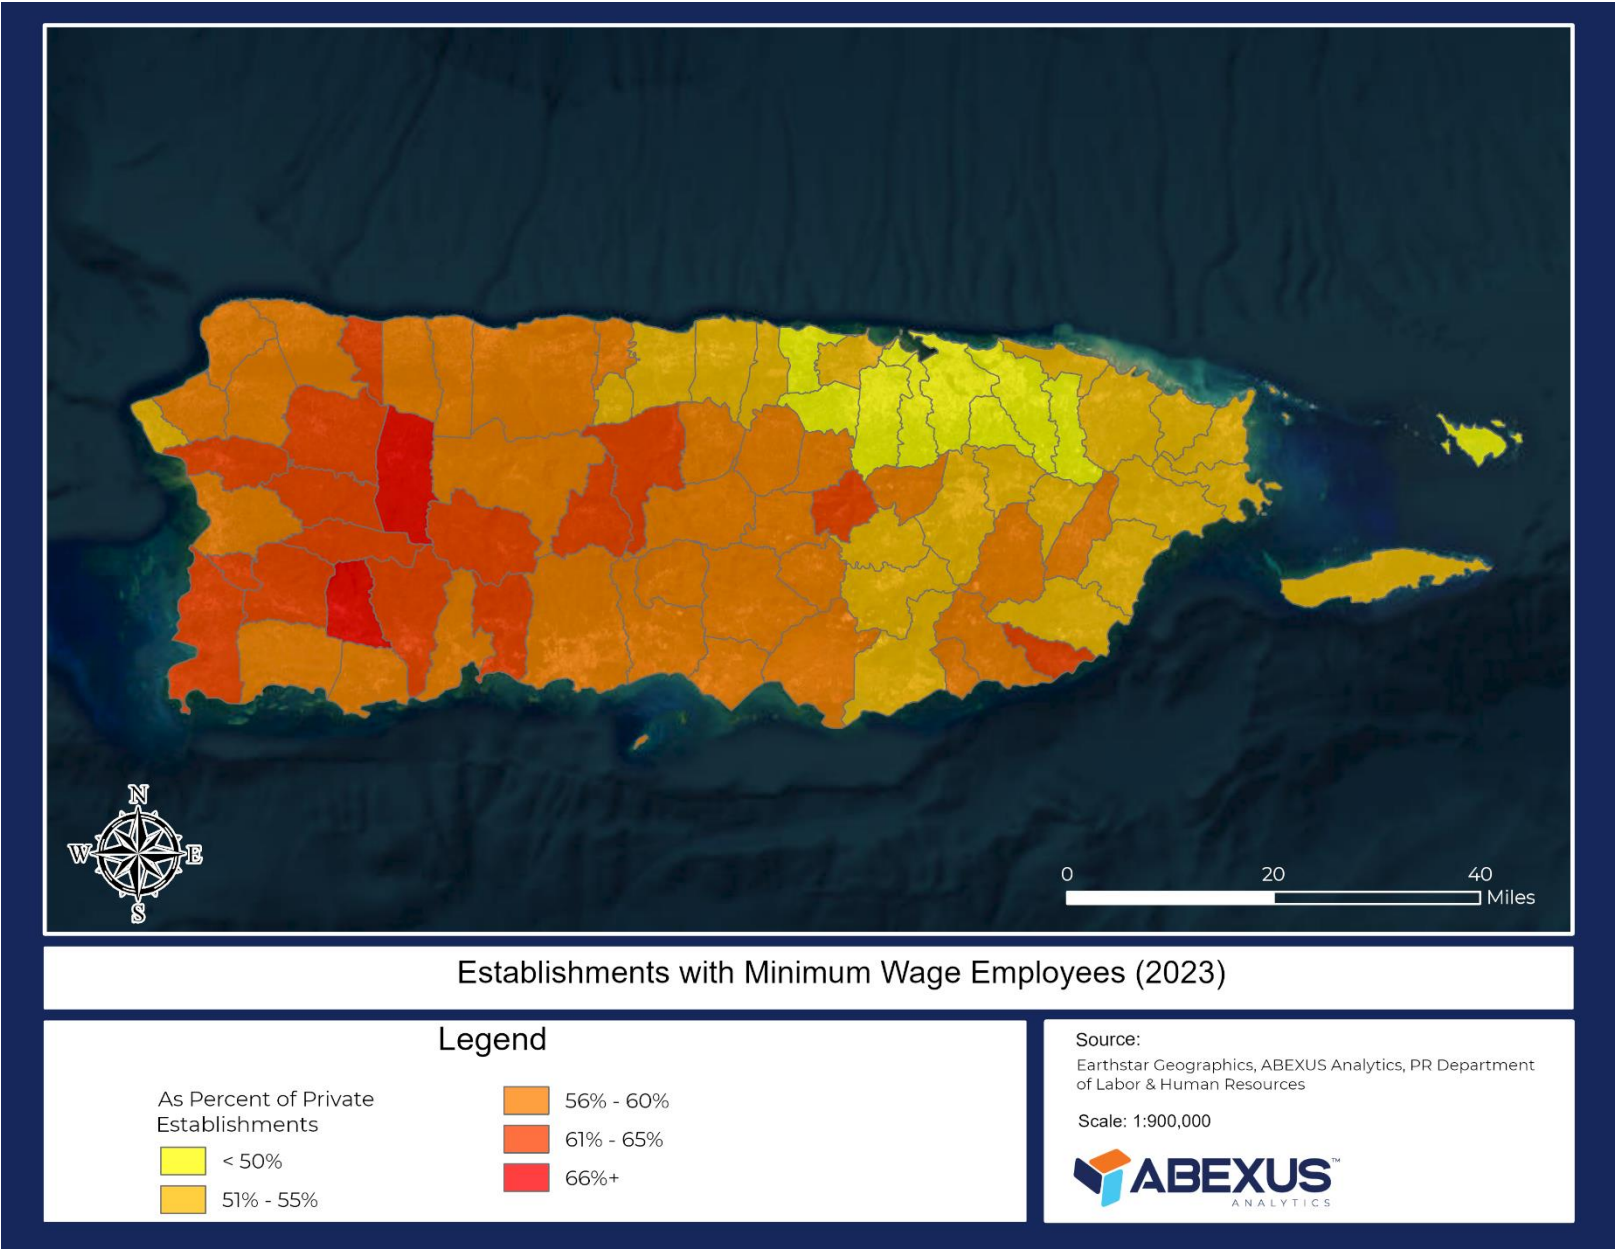 N
W E
S
0 20 40
Miles
Establishments with Minimum Wage Employees (2023)
Legend
As Percent of Private
Establishments
< 50%
51% - 55%
56% - 60%
61% - 65%
66%+
Source:
Earthstar Geographics, ABEXUS Analytics, PR Department
of Labor & Human Resources
Scale: 1:900,000
ABEXUS™
ANALYTICS